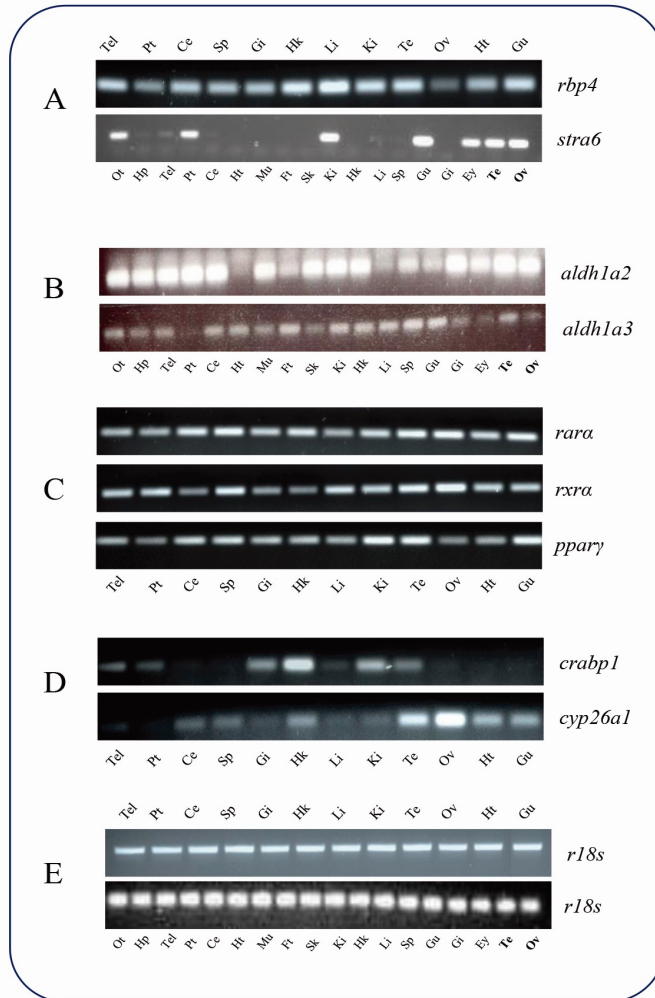 Tel Pt Ce Sp Gi Hk Li Ki Te Ov Ht Gu
A
rbp4
stra6
Ot Hp Tel Pt Ce Ht Mu Ft Sk Ki Hk Li Sp Gu Gi Ey Te Ov
B
aldh1a2
aldh1a3
Ot Hp Tel Pt Ce Ht Mu Ft Sk Ki Hk Li Sp Gu Gi Ey Te Ov
rarα
C
rxrα
pparγ
Tel Pt Ce Sp Gi Hk Li Ki Te Ov Ht Gu
D
crabp1
cyp26a1
Tel Pt Ce Sp Gi Hk Li Ki Te Ov Ht Gu
Tel Pt Ce Sp Gi Hk Li Ki Te Ov Ht Gu
E
r18s
r18s
Ot Hp Tel Pt Ce Ht Mu Ft Sk Ki Hk Li Sp Gu Gi Ey Te Ov